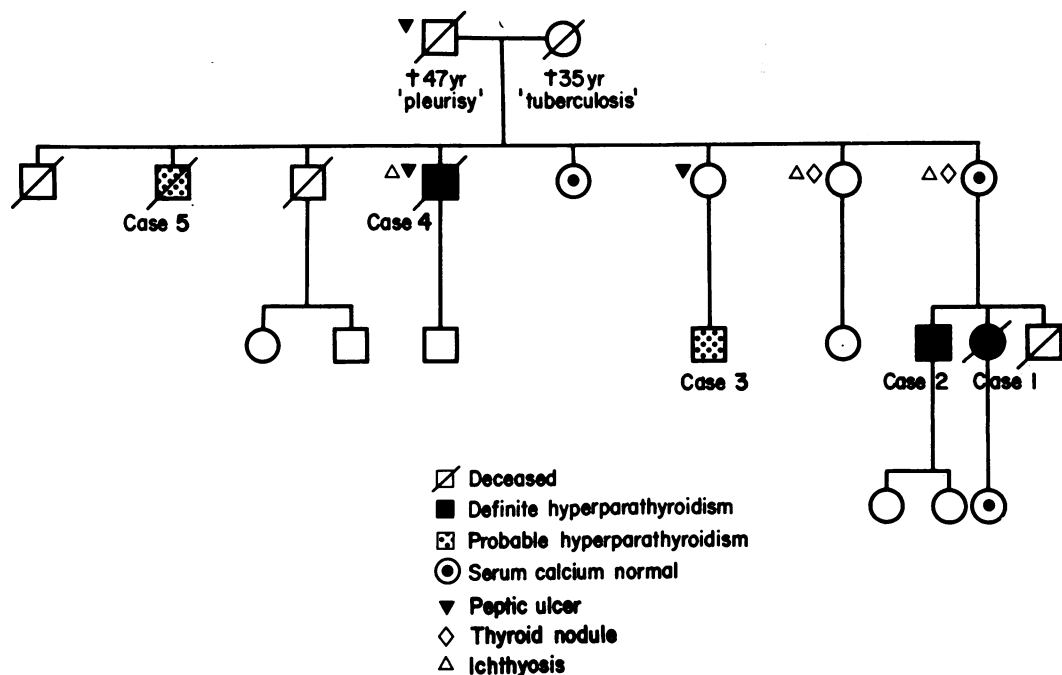 †47yr
'pleurisy'
†35yr
'tuberculosis'
Case 5
Case 4
Case 3
Case 2
Case 1
Deceased
Definite hyperparathyroidism
Probable hyperparathyroidism
Serum calcium normal
Peptic ulcer
Thyroid nodule
Ichthyosis